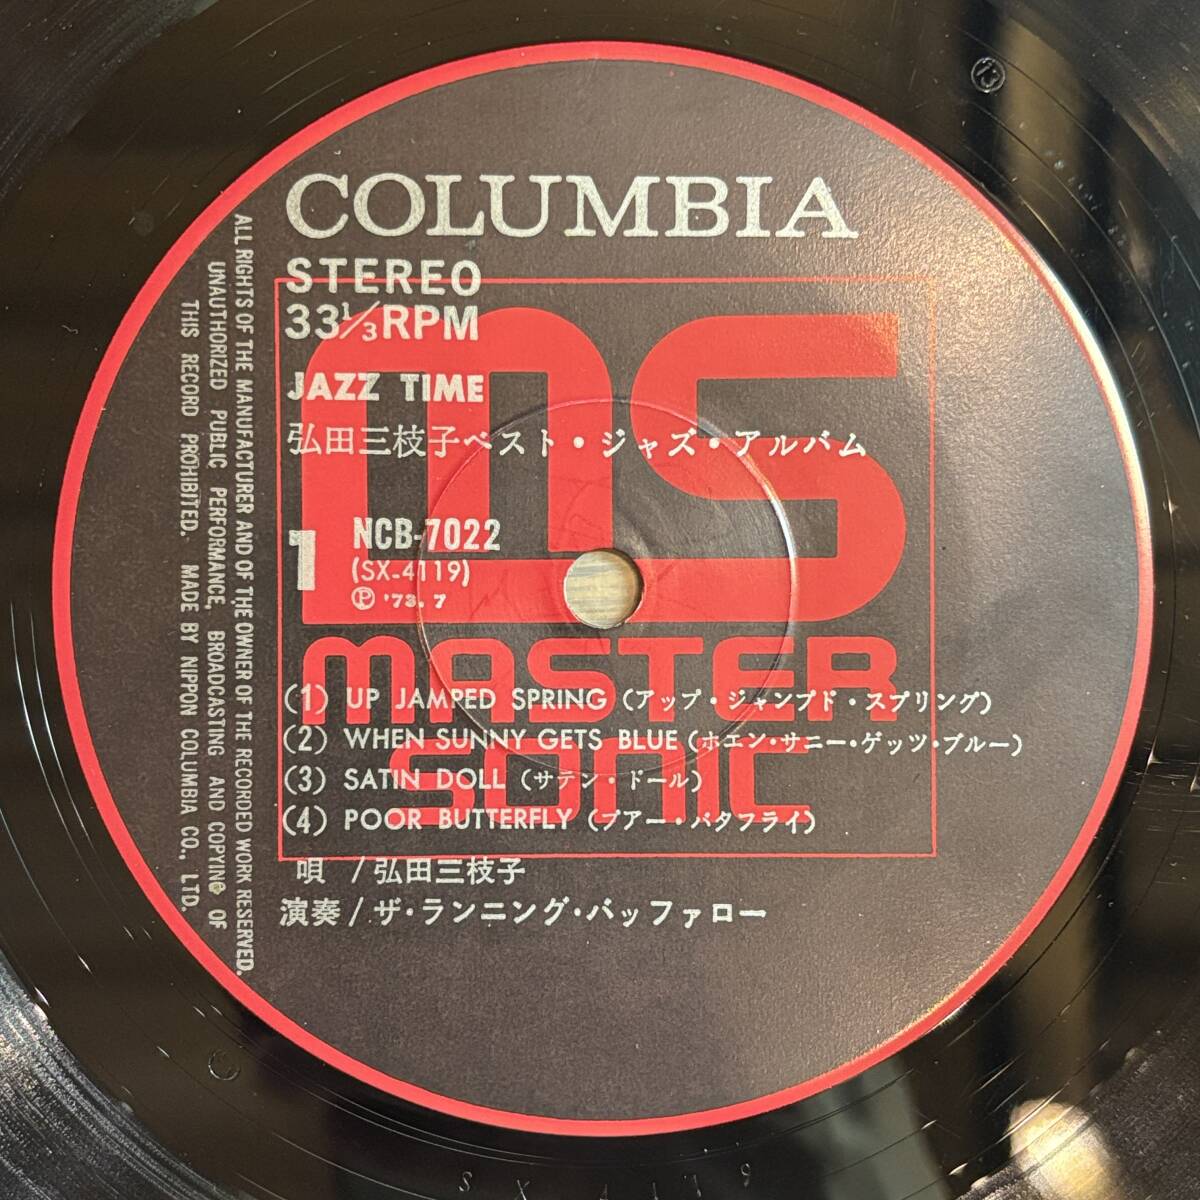 COLUMBIA
STEREO
33⅓RPM
JAZZ TIME
弘田三枝子ベスト・ジャズ・アルバム
1
NCB-7022
(SX-4119)
Ⓟ '73.7
ms
MASTER
SONIC
(1) UP JAMPED SPRING (アップ・ジャンプド・スプリング)
(2) WHEN SUNNY GETS BLUE (ホエン・サニー・ゲッツ・ブルー)
(3) SATIN DOLL (サテン・ドール)
(4) POOR BUTTERFLY (プアー・バタフライ)
唄 / 弘田三枝子
演奏 / ザ・ランニング・バッファロー
ALL RIGHTS OF THE MANUFACTURER AND OF THE OWNER OF THE RECORDED WORK RESERVED.
UNAUTHORIZED PUBLIC PERFORMANCE, BROADCASTING AND COPYING OF
THIS RECORD PROHIBITED. MADE BY NIPPON COLUMBIA CO., LTD.